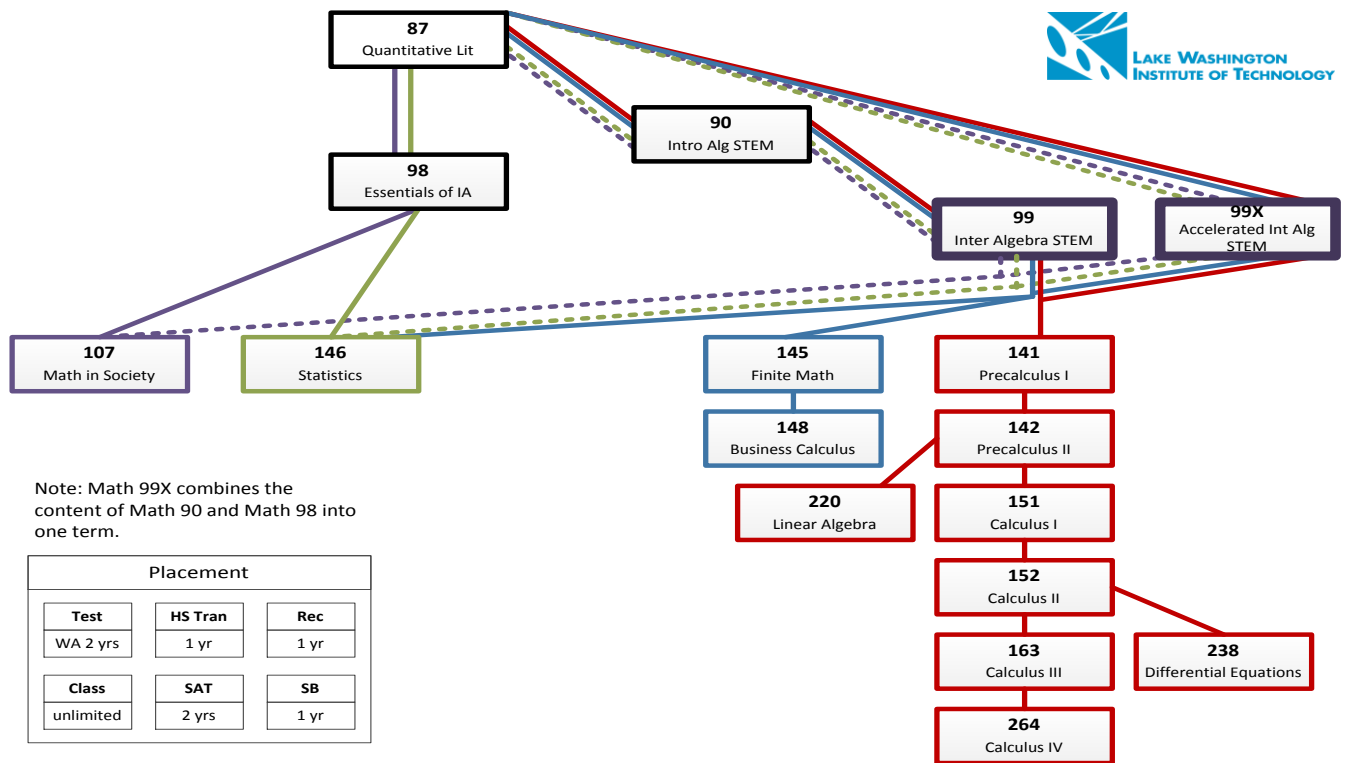 87
Quantitative Lit
LAKE WASHINGTON
INSTITUTE OF TECHNOLOGY
90
Intro Alg STEM
98
Essentials of IA
99
Inter Algebra STEM
99X
Accelerated Int Alg
STEM
107
Math in Society
146
Statistics
145
Finite Math
141
Precalculus I
148
Business Calculus
142
Precalculus II
220
Linear Algebra
151
Calculus I
152
Calculus II
163
Calculus III
238
Differential Equations
264
Calculus IV
Note: Math 99X combines the
content of Math 90 and Math 98 into
one term.
Placement
Test
WA 2 yrs
HS Tran
1 yr
Rec
1 yr
Class
unlimited
SAT
2 yrs
SB
1 yr